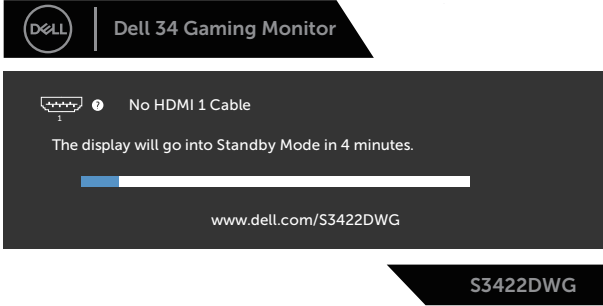 DELL
Dell 34 Gaming Monitor
? No HDMI 1 Cable
1
The display will go into Standby Mode in 4 minutes.
www.dell.com/S3422DWG
S3422DWG